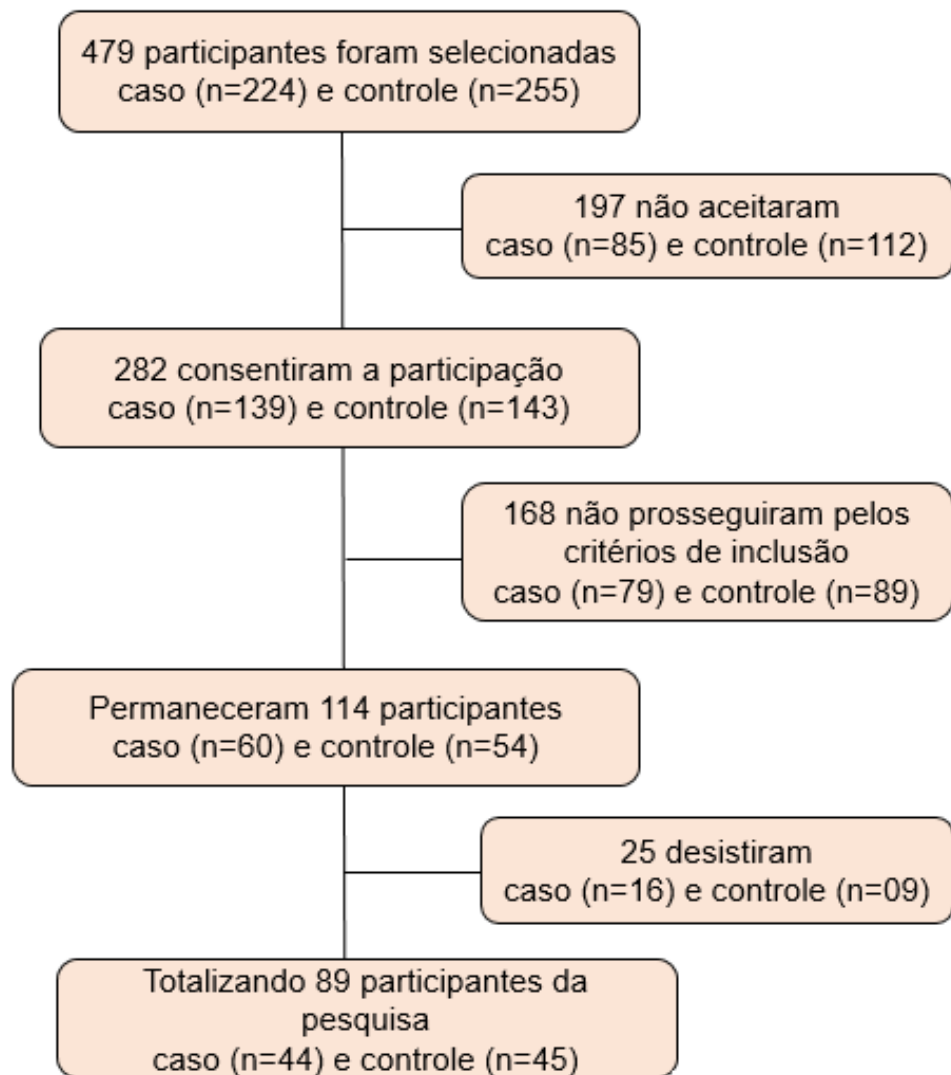 479 participantes foram selecionadas
caso (n=224) e controle (n=255)
197 não aceitaram
caso (n=85) e controle (n=112)
282 consentiram a participação
caso (n=139) e controle (n=143)
168 não prosseguiram pelos
critérios de inclusão
caso (n=79) e controle (n=89)
Permaneceram 114 participantes
caso (n=60) e controle (n=54)
25 desistiram
caso (n=16) e controle (n=09)
Totalizando 89 participantes da
pesquisa
caso (n=44) e controle (n=45)